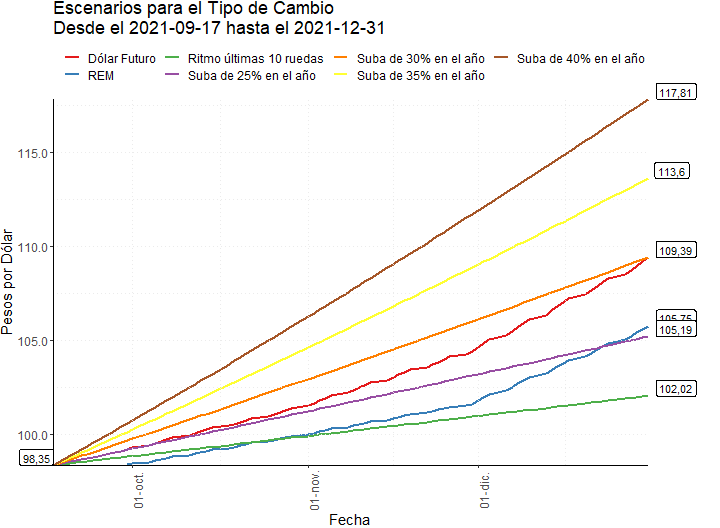 Escenarios para el Tipo de Cambio
Desde el 2021-09-17 hasta el 2021-12-31
Dólar Futuro Ritmo últimas 10 ruedas Suba de 30% en el año Suba de 40% en el año
REM Suba de 25% en el año Suba de 35% en el año
117,81
115.0
113,6
110.0
109,39
105.0
105,75
105,19
102,02
100.0
98,35
Pesos por Dólar
01-oct.
01-nov.
01-dic.
Fecha